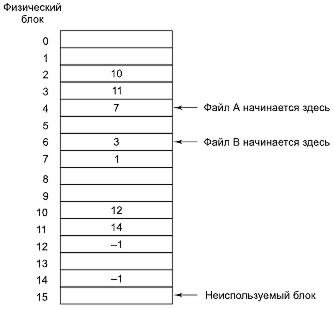 Физический
блок
0
1
2 10
3 11
4 7 Файл A начинается здесь
5
6 3 Файл B начинается здесь
7 1
8
9
10 12
11 14
12 –1
13
14 –1
15 Неиспользуемый блок